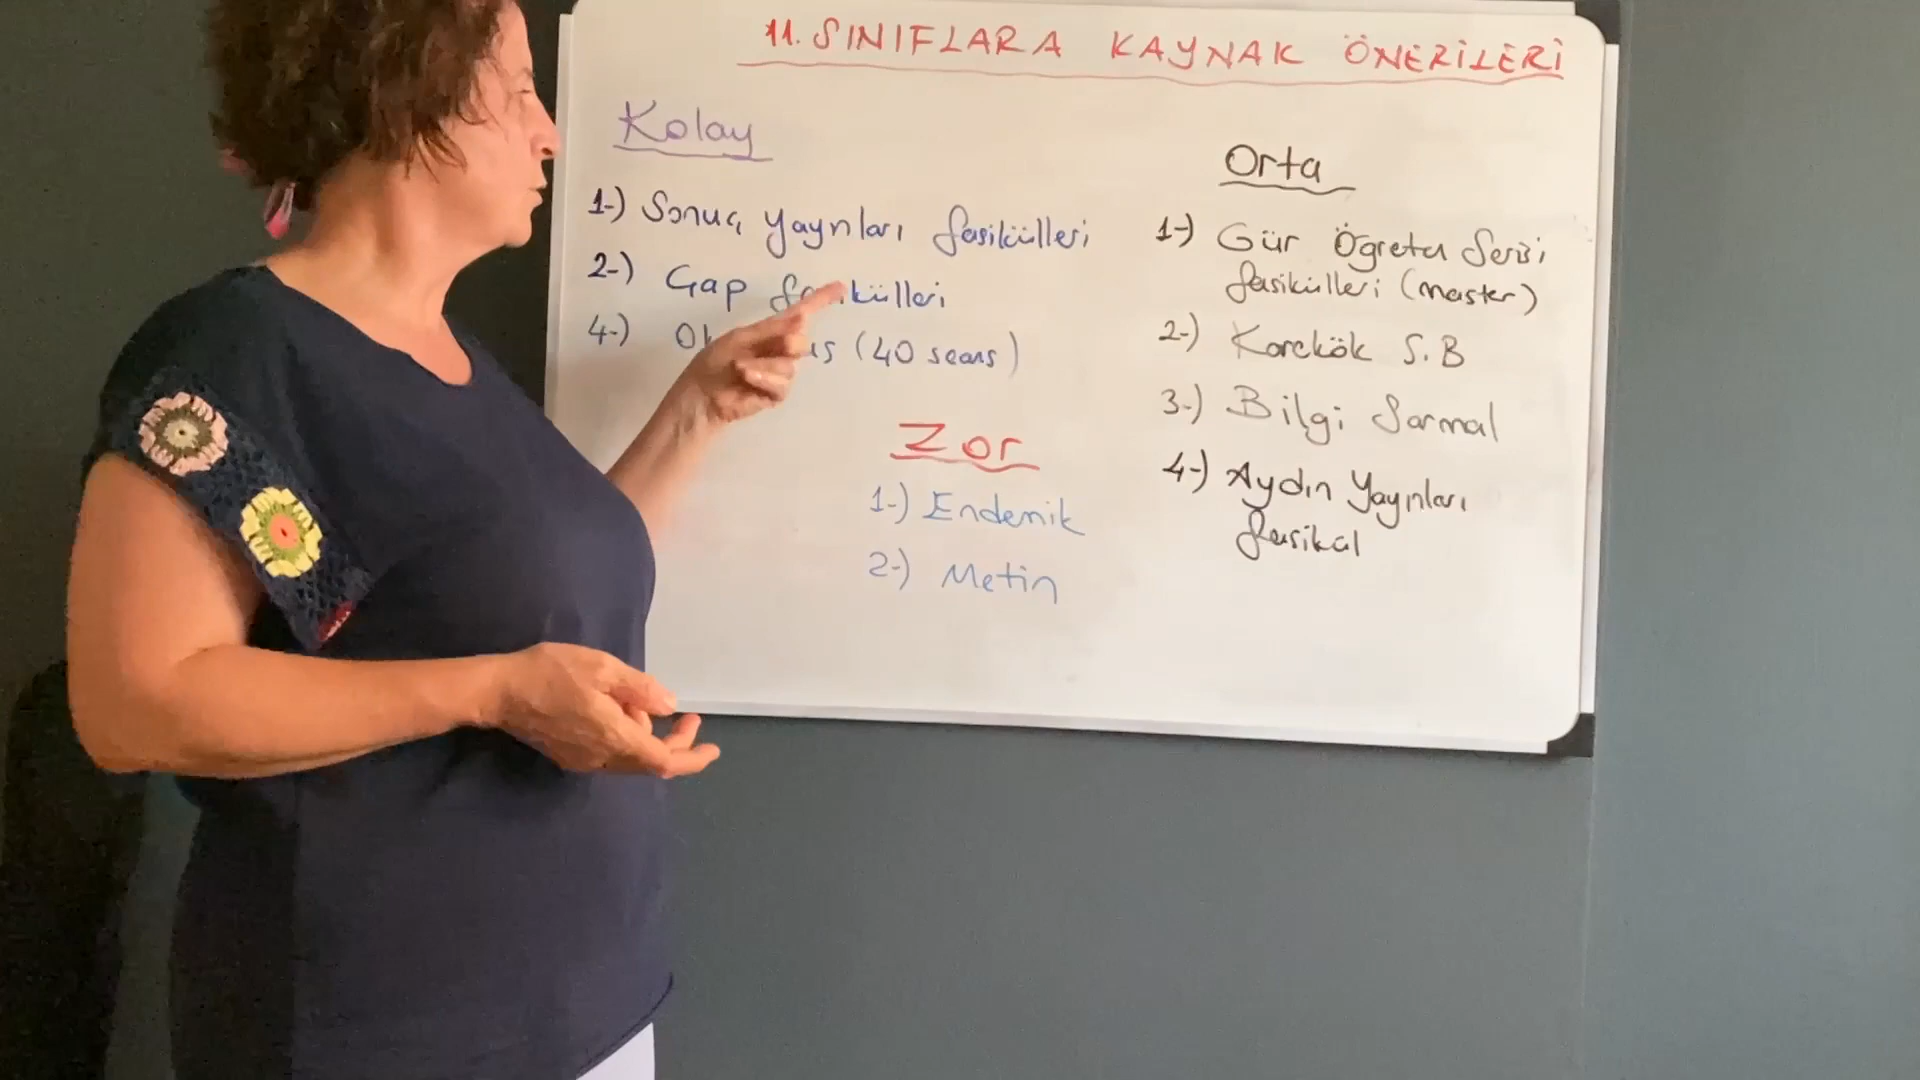 11. SINIFLARA KAYNAK ÖNERİLERİ
Kolay
1-) Sonuç Yayınları fasikülleri
2-) Çap fasikülleri
4-) (40 seans)
Zor
1-) Endemik
2-) Metin
Orta
1-) Gür Öğreten Serisi
fasikülleri (master)
2-) Karekök S.B
3-) Bilgi Sarmal
4-) Aydın Yayınları
fasikül